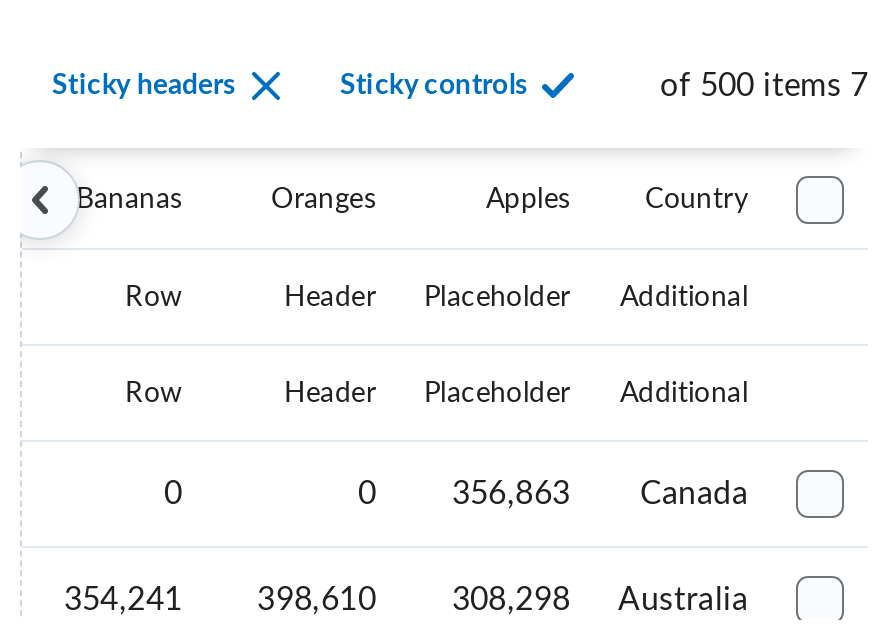 Sticky headers Sticky controls of 500 items 7
Bananas Oranges Apples Country
Row Header Placeholder Additional
Row Header Placeholder Additional
0 0 356,863 Canada
354,241 398,610 308,298 Australia